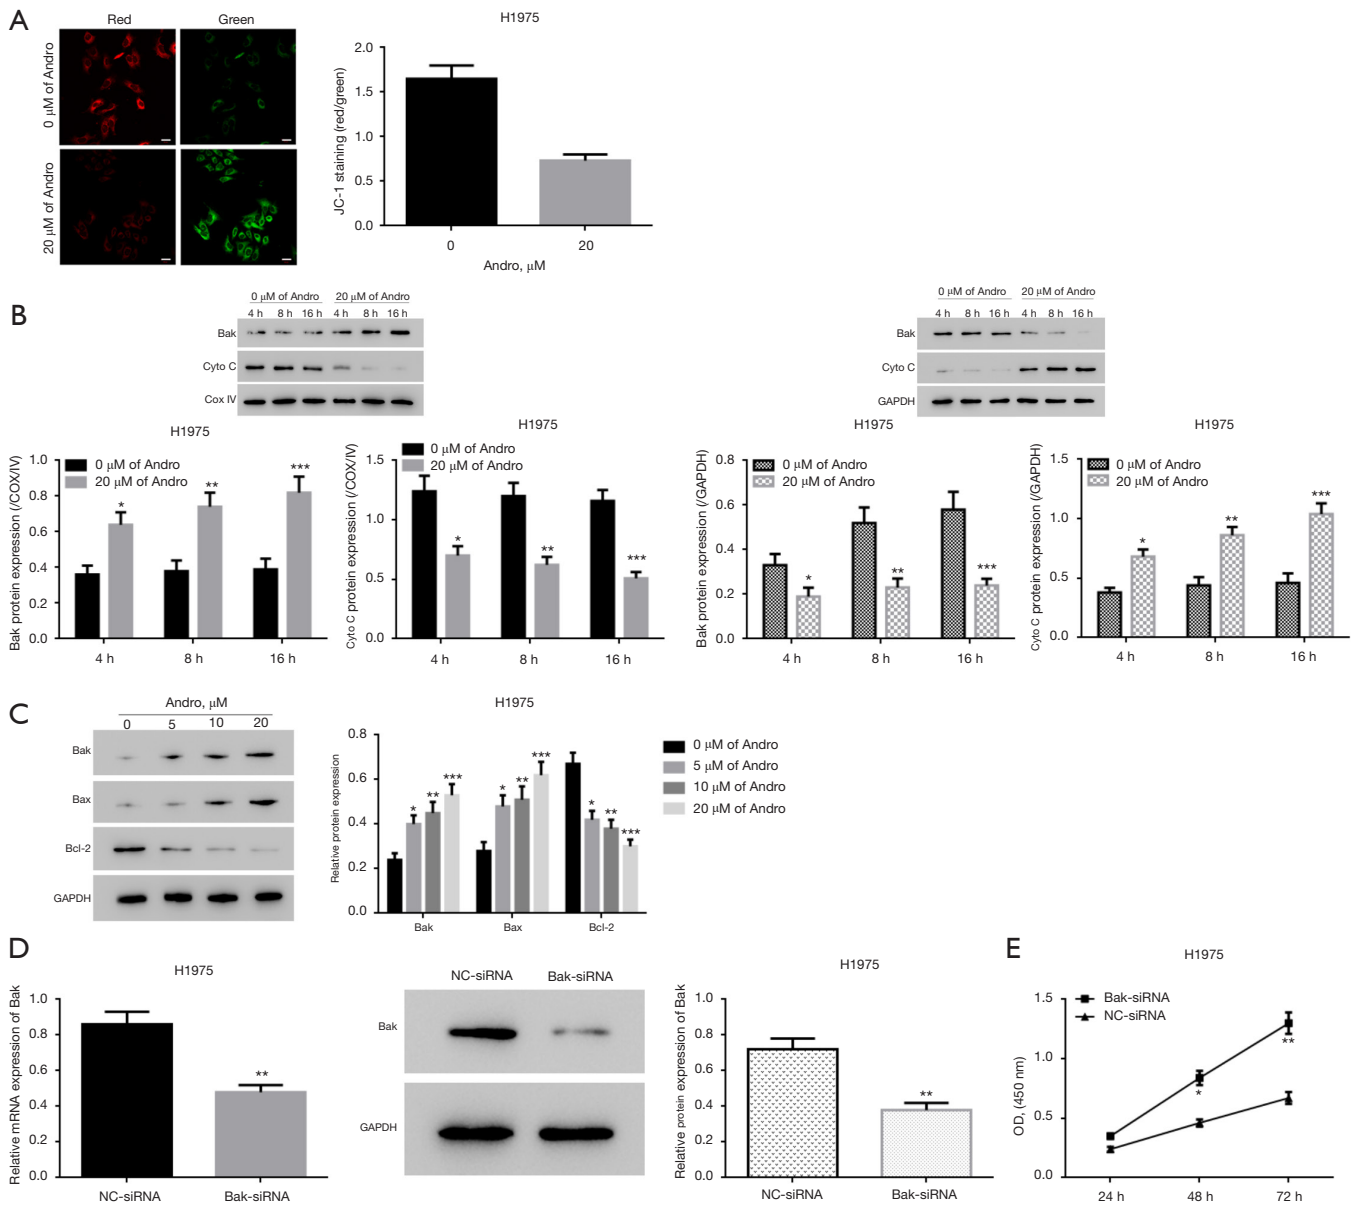 A
Red
Green
0 μM of Andro
20 μM of Andro
H1975
JC-1 staining (red/green)
2.0
1.5
1.0
0.5
0.0
0
20
Andro, μM
B
0 μM of Andro
20 μM of Andro
4 h
8 h
16 h
4 h
8 h
16 h
Bak
Cyto C
Cox IV
0 μM of Andro
20 μM of Andro
4 h
8 h
16 h
4 h
8 h
16 h
Bak
Cyto C
GAPDH
H1975
Bak protein expression (/COX/IV)
1.0
0.8
0.6
0.4
0.2
0.0
0 μM of Andro
20 μM of Andro
*
**
***
4 h
8 h
16 h
H1975
Cyto C protein expression (/COX/IV)
1.5
1.0
0.5
0.0
0 μM of Andro
20 μM of Andro
*
**
***
4 h
8 h
16 h
H1975
Bak protein expression (/GAPDH)
0.8
0.6
0.4
0.2
0.0
0 μM of Andro
20 μM of Andro
*
**
***
4 h
8 h
16 h
H1975
Cyto C protein expression (/GAPDH)
1.5
1.0
0.5
0.0
0 μM of Andro
20 μM of Andro
*
**
***
4 h
8 h
16 h
C
Andro, μM
0
5
10
20
Bak
Bax
Bcl-2
GAPDH
H1975
Relative protein expression
0.8
0.6
0.4
0.2
0.0
*
**
***
*
**
***
*
**
***
Bak
Bax
Bcl-2
0 μM of Andro
5 μM of Andro
10 μM of Andro
20 μM of Andro
D
H1975
Relative mRNA expression of Bak
1.0
0.8
0.6
0.4
0.2
0.0
**
NC-siRNA
Bak-siRNA
NC-siRNA
Bak-siRNA
Bak
GAPDH
H1975
Relative protein expression of Bak
1.0
0.8
0.6
0.4
0.2
0.0
**
NC-siRNA
Bak-siRNA
E
H1975
OD, (450 nm)
1.5
1.0
0.5
0.0
Bak-siRNA
NC-siRNA
*
**
24 h
48 h
72 h